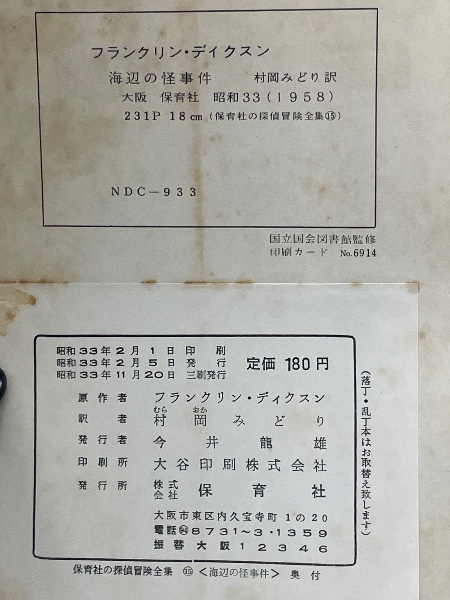 フランクリン・ディクスン
海辺の怪事件　村岡みどり訳
大阪　保育社　昭和33(1958)
231P 18cm (保育社の探偵冒険全集⑮)
NDC－933
国立国会図書館監修
印刷カード　No.6914
昭和33年2月1日　印刷
昭和33年2月5日　発行
昭和33年11月20日　三刷発行
定価 180円
原作者　フランクリン・ディクスン
むら　おか
訳者　村岡みどり
発行者　今井龍雄
印刷所　大谷印刷株式会社
発行所　株式会社　保育社
大阪市東区内久宝寺町1の20
電話(94)8731～3・1359
振替大阪12346
(落丁・乱丁本はお取替え致します)
保育社の探偵冒険全集　⑮　＜海辺の怪事件＞　奥付